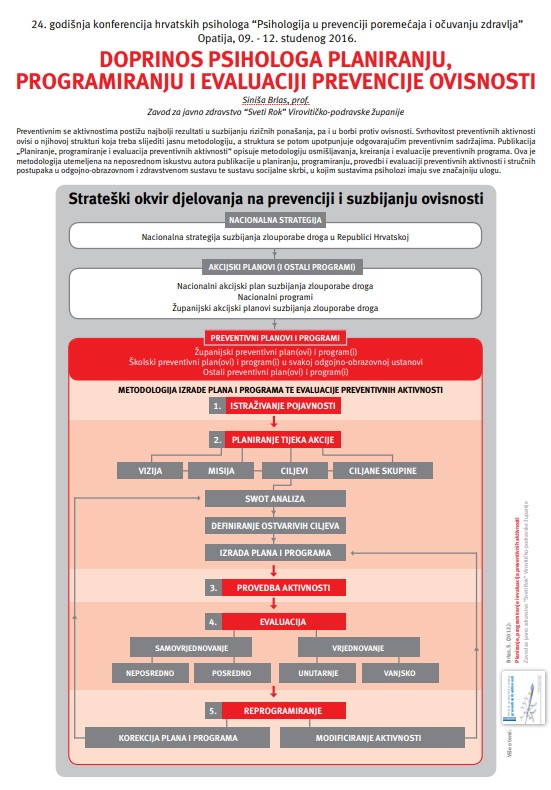 24. godišnja konferencija hrvatskih psihologa “Psihologija u prevenciji poremećaja i očuvanju zdravlja”
Opatija, 09. - 12. studenog 2016.
DOPRINOS PSIHOLOGA PLANIRANJU,
PROGRAMIRANJU I EVALUACIJI PREVENCIJE OVISNOSTI
Siniša Brlas, prof.
Zavod za javno zdravstvo “Sveti Rok” Virovitičko-podravske županije
Preventivnim se aktivnostima postižu najbolji rezultati u suzbijanju rizičnih ponašanja, pa i u borbi protiv ovisnosti. Svrhovitost preventivnih aktivnosti
ovisi o njihovoj strukturi koja treba slijediti jasnu metodologiju, a struktura se potom upotpunjuje odgovarajućim preventivnim sadržajima. Publikacija
„Planiranje, programiranje i evaluacija preventivnih aktivnosti“ opisuje metodologiju osmišljavanja, kreiranja i evaluacije preventivnih programa. Ova je
metodologija utemeljena na neposrednom iskustvu autora publikacije u planiranju, programiranju, provedbi i evaluaciji preventivnih aktivnosti i stručnih
postupaka u odgojno-obrazovnom i zdravstvenom sustavu te sustavu socijalne skrbi, u kojim sustavima psiholozi imaju sve značajniju ulogu.
Strateški okvir djelovanja na prevenciji i suzbijanju ovisnosti
NACIONALNA STRATEGIJA
Nacionalna strategija suzbijanja zlouporabe droga u Republici Hrvatskoj
AKCIJSKI PLANOVI (I OSTALI PROGRAMI)
Nacionalni akcijski plan suzbijanja zlouporabe droga
Nacionalni programi
Županijski akcijski planovi suzbijanja zlouporabe droga
PREVENTIVNI PLANOVI I PROGRAMI
Županijski preventivni plan(ovi) i program(i)
Školski preventivni plan(ovi) i program(i) u svakoj odgojno-obrazovnoj ustanovi
Ostali preventivni plan(ovi) i program(i)
METODOLOGIJA IZRADE PLANA I PROGRAMA TE EVALUACIJE PREVENTIVNIH AKTIVNOSTI
1. ISTRAŽIVANJE POJAVNOSTI
2. PLANIRANJE TIJEKA AKCIJE
VIZIJA MISIJA CILJEVI CILJANE SKUPINE
SWOT ANALIZA
DEFINIRANJE OSTVARIVIH CILJEVA
IZRADA PLANA I PROGRAMA
3. PROVEDBA AKTIVNOSTI
4. EVALUACIJA
SAMOVRJEDNOVANJE VRJEDNOVANJE
NEPOSREDNO POSREDNO UNUTARNJE VANJSKO
5. REPROGRAMIRANJE
KOREKCIJA PLANA I PROGRAMA MODIFICIRANJE AKTIVNOSTI
Više o temi:
Brlas, S. (2012).
Planiranje, programiranje i evaluacija preventivnih aktivnosti
Zavod za javno zdravstvo “Sveti Rok” Virovitičko-podravske županije